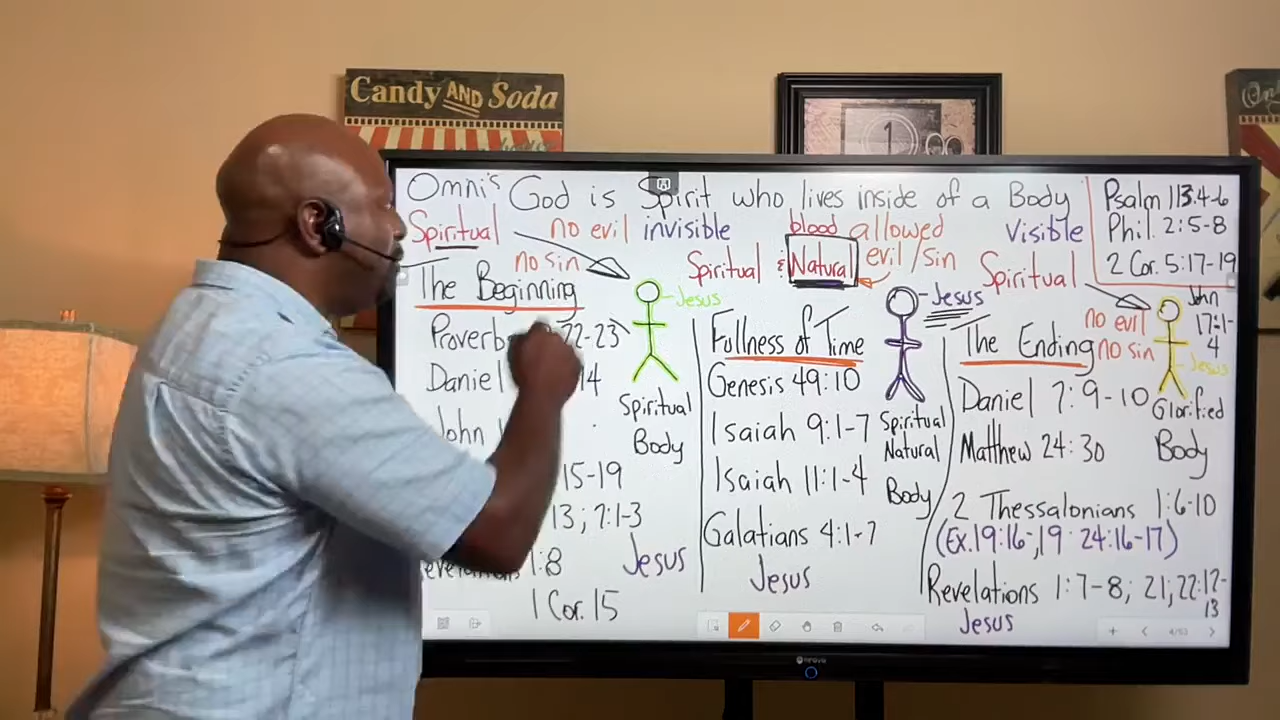 Candy AND Soda
1
On
Omni's God is Spirit who lives inside of a Body
Spiritual no evil invisible blood allowed Visible
no sin Spiritual & Natural evil/sin Spiritual
Psalm 113:4-6
Phil. 2:5-8
2 Cor. 5:17-19
John
17:1-
4
The Beginning
Proverb 22-23
Daniel 14
John
15-19
13; 7:1-3
1:8
1 Cor. 15
Jesus
Spiritual
Body
Jesus
Fullness of Time
Genesis 49:10
Isaiah 9:1-7
Isaiah 11:1-4
Galatians 4:1-7
Jesus
Jesus
Spiritual
Natural
Body
The Ending
no evil
no sin
Jesus
Daniel 7:9-10
Matthew 24:30
Glorified
Body
2 Thessalonians 1:6-10
(Ex. 19:16-19; 24:16-17)
Revelations 1:7-8; 21; 22:12-
13
Jesus
4/53